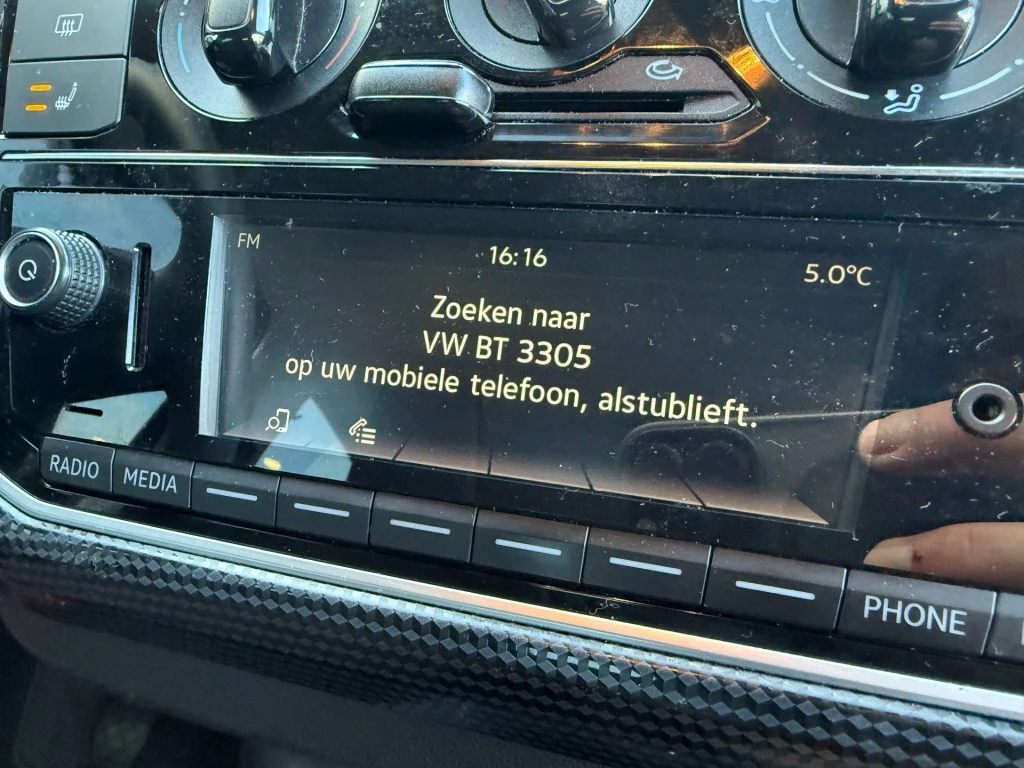 FM
16:16
5.0°C
Zoeken naar
VW BT 3305
op uw mobiele telefoon, alstublieft.
RADIO
MEDIA
PHONE